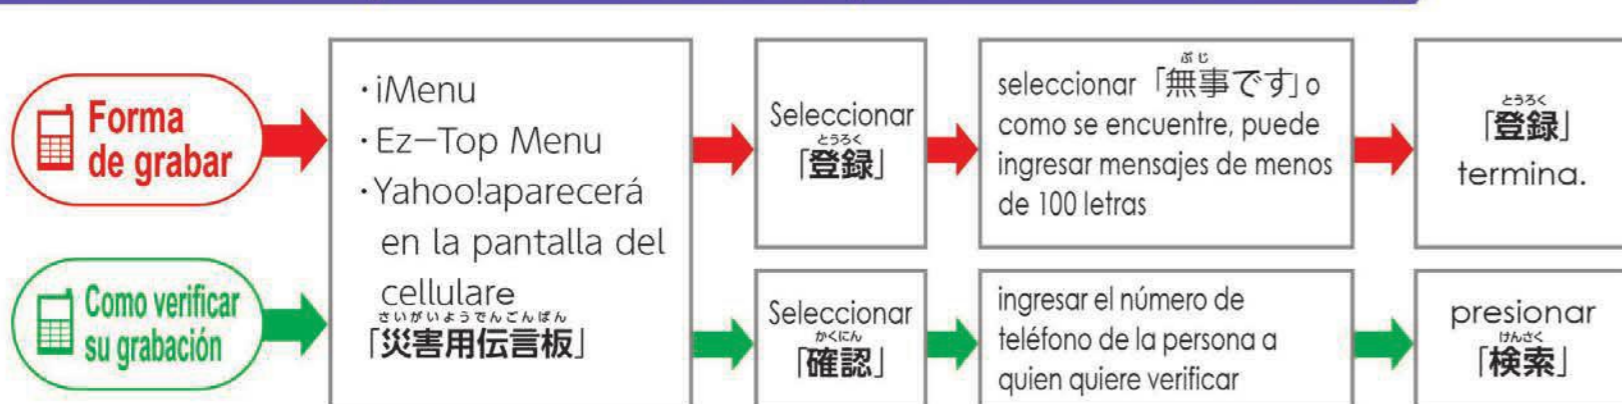 Forma
de grabar
・iMenu
・Ez−Top Menu
・Yahoo!aparecerá
en la pantalla del
cellulare
さいがいようでんごんばん
「災害用伝言板」
Seleccionar
とうろく
「登録」
ぶじ
seleccionar 「無事です」o
como se encuentre, puede
ingresar mensajes de menos
de 100 letras
とうろく
「登録」
termina.
Como verificar
su grabación
Seleccionar
かくにん
「確認」
ingresar el número de
teléfono de la persona a
quien quiere verificar
presionar
けんさく
「検索」